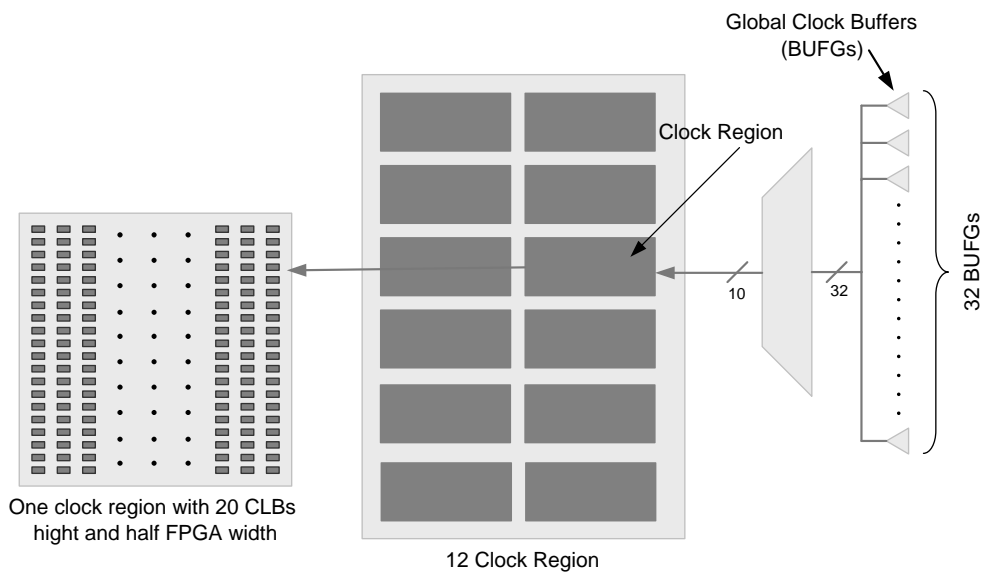 Global Clock Buffers
(BUFGs)
Clock Region
10
32
32 BUFGs
One clock region with 20 CLBs
hight and half FPGA width
12 Clock Region